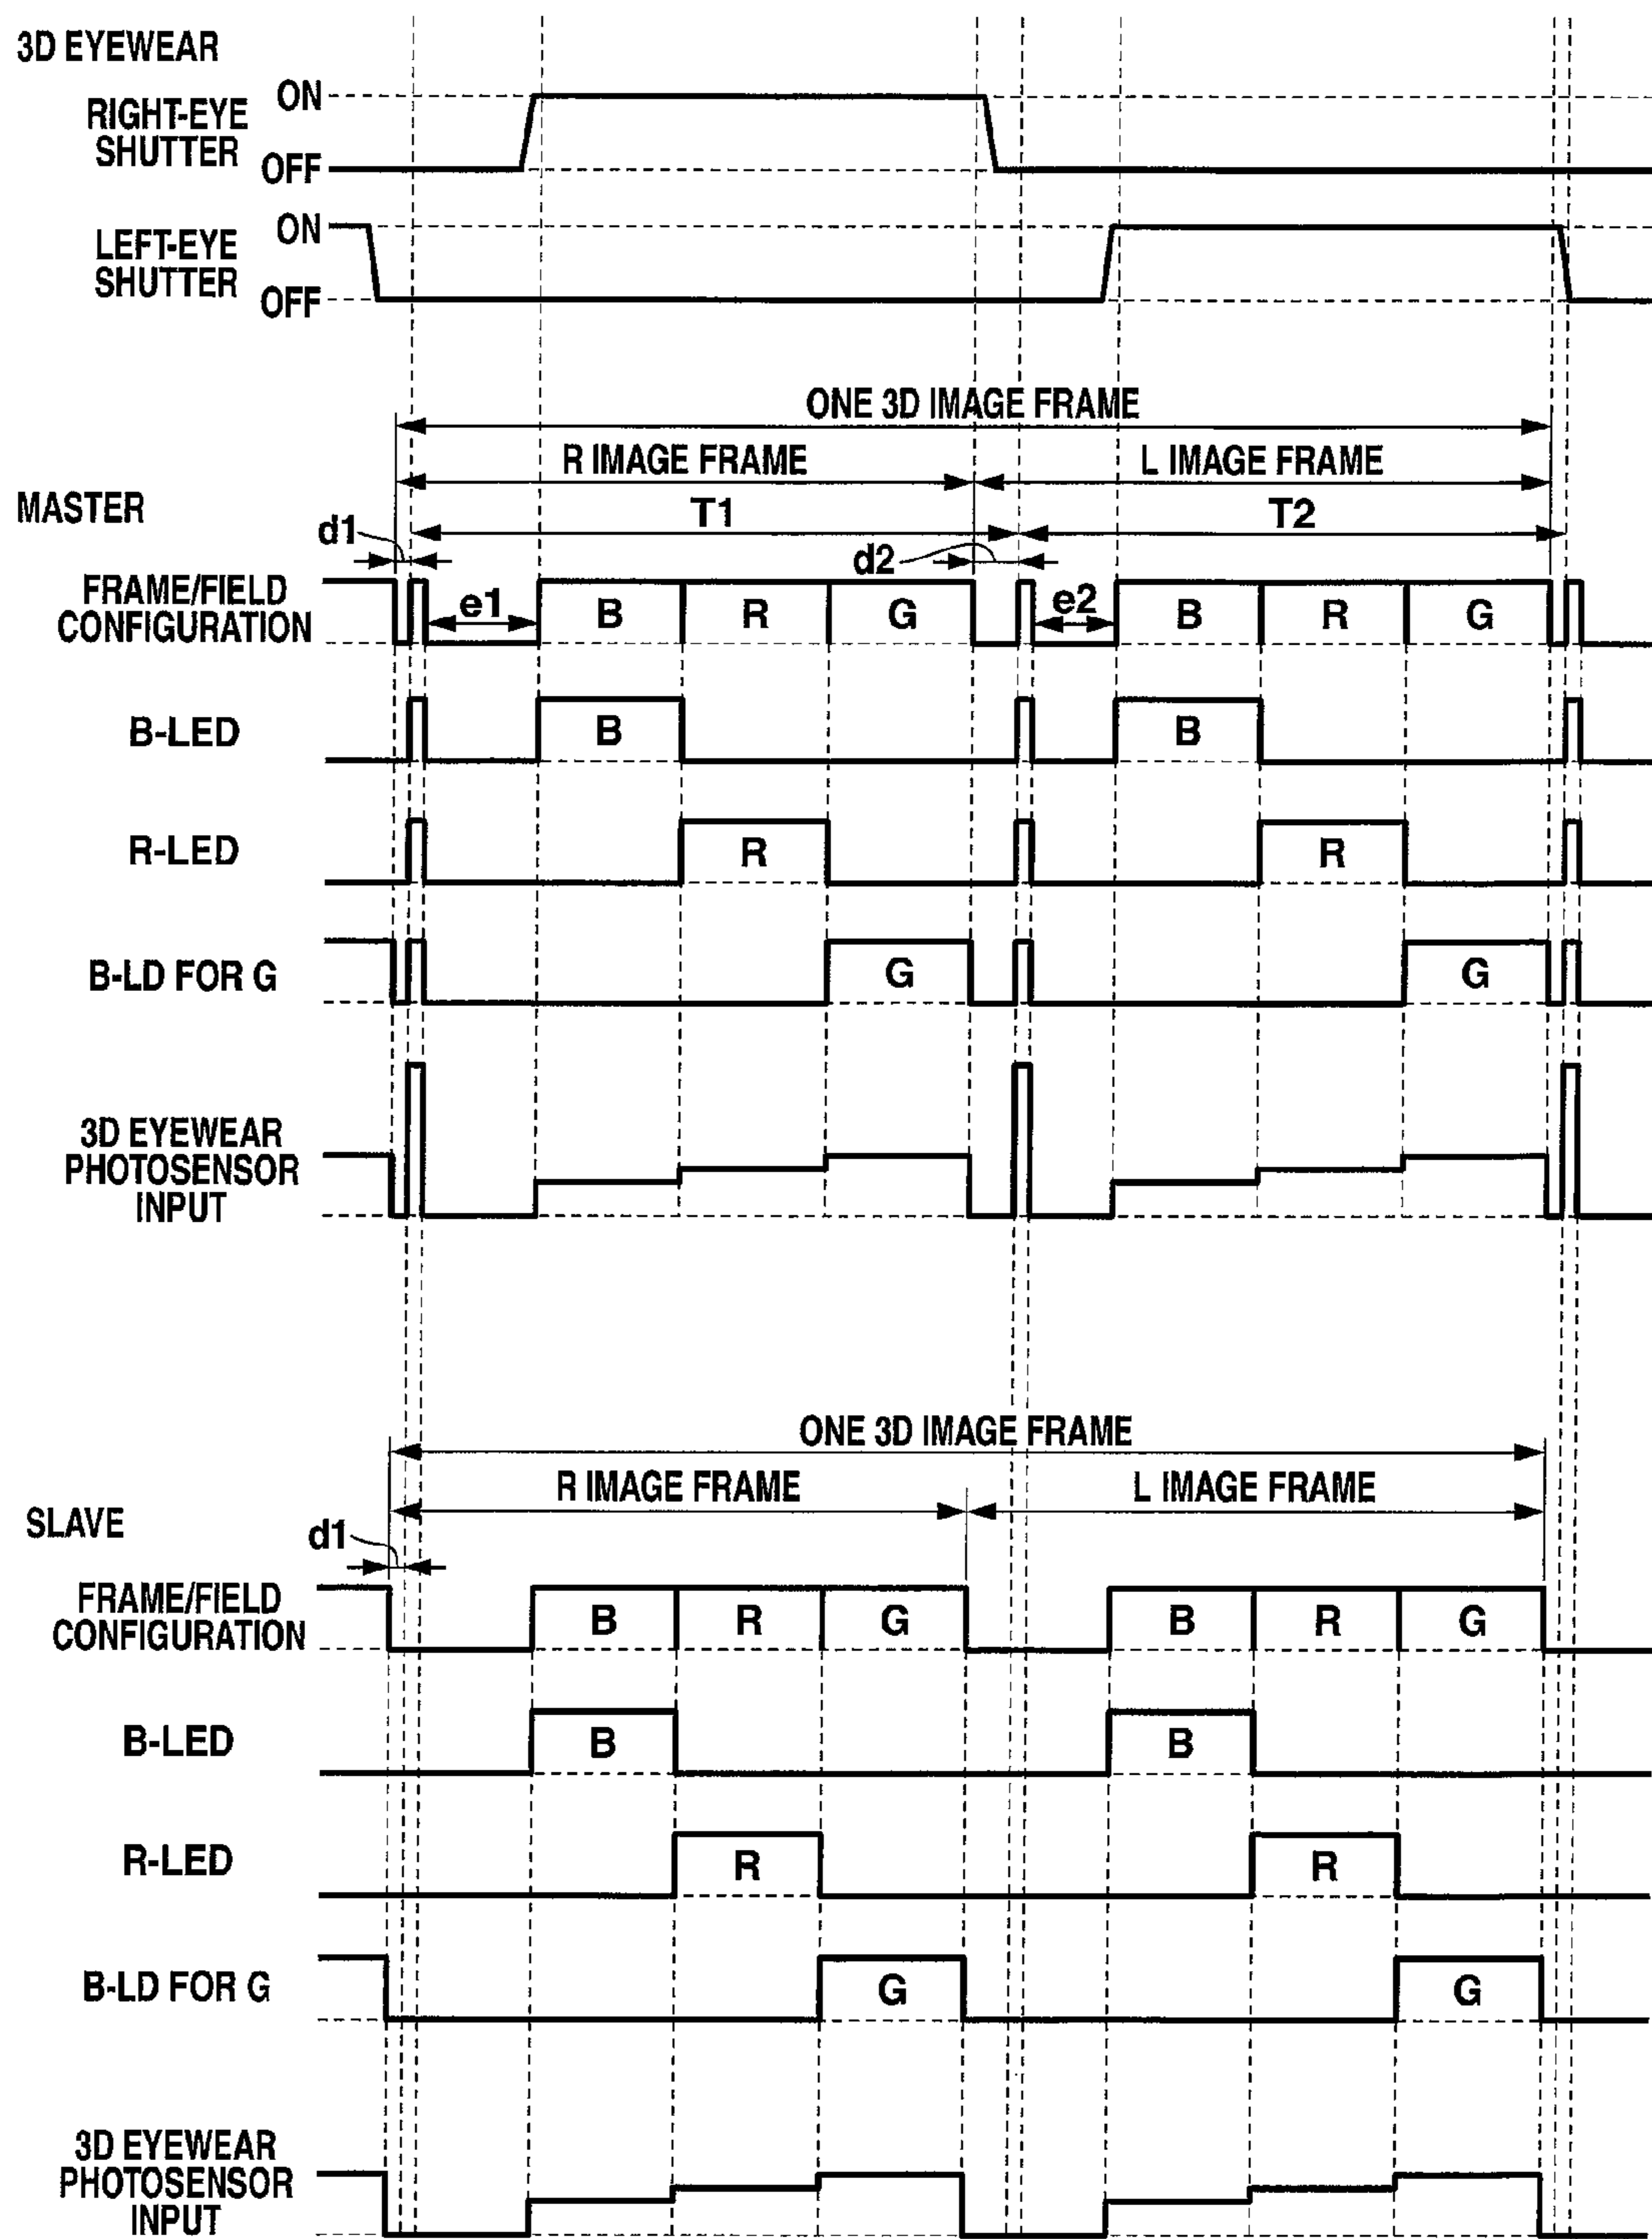 3D EYEWEAR
RIGHT-EYE
SHUTTER
ON
OFF
LEFT-EYE
SHUTTER
ON
OFF
ONE 3D IMAGE FRAME
R IMAGE FRAME
L IMAGE FRAME
MASTER
T1
T2
d1
d2
FRAME/FIELD
CONFIGURATION
e1
B
R
G
e2
B
R
G
B-LED
B
B
R-LED
R
R
B-LD FOR G
G
G
3D EYEWEAR
PHOTOSENSOR
INPUT
ONE 3D IMAGE FRAME
R IMAGE FRAME
L IMAGE FRAME
SLAVE
d1
FRAME/FIELD
CONFIGURATION
B
R
G
B
R
G
B-LED
B
B
R-LED
R
R
B-LD FOR G
G
G
3D EYEWEAR
PHOTOSENSOR
INPUT